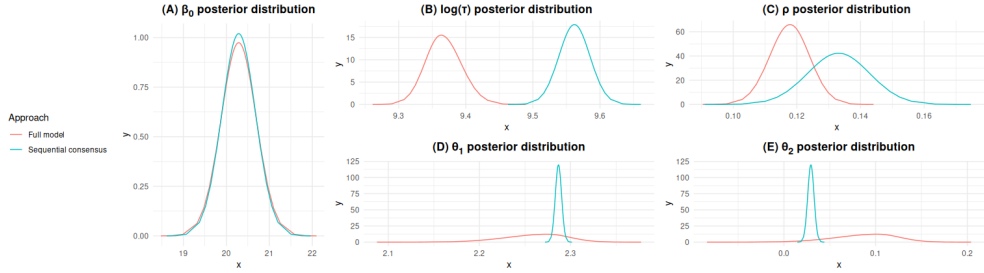 (A) β0 posterior distribution
1.00
0.75
0.50
0.25
0.00
y
19
20
21
22
x
(B) log(τ) posterior distribution
15
10
5
0
y
9.3
9.4
9.5
9.6
x
(C) ρ posterior distribution
60
40
20
0
y
0.10
0.12
0.14
0.16
x
Approach
Full model
Sequential consensus
(D) θ1 posterior distribution
125
100
75
50
25
0
y
2.1
2.2
2.3
x
(E) θ2 posterior distribution
125
100
75
50
25
0
y
0.0
0.1
0.2
x